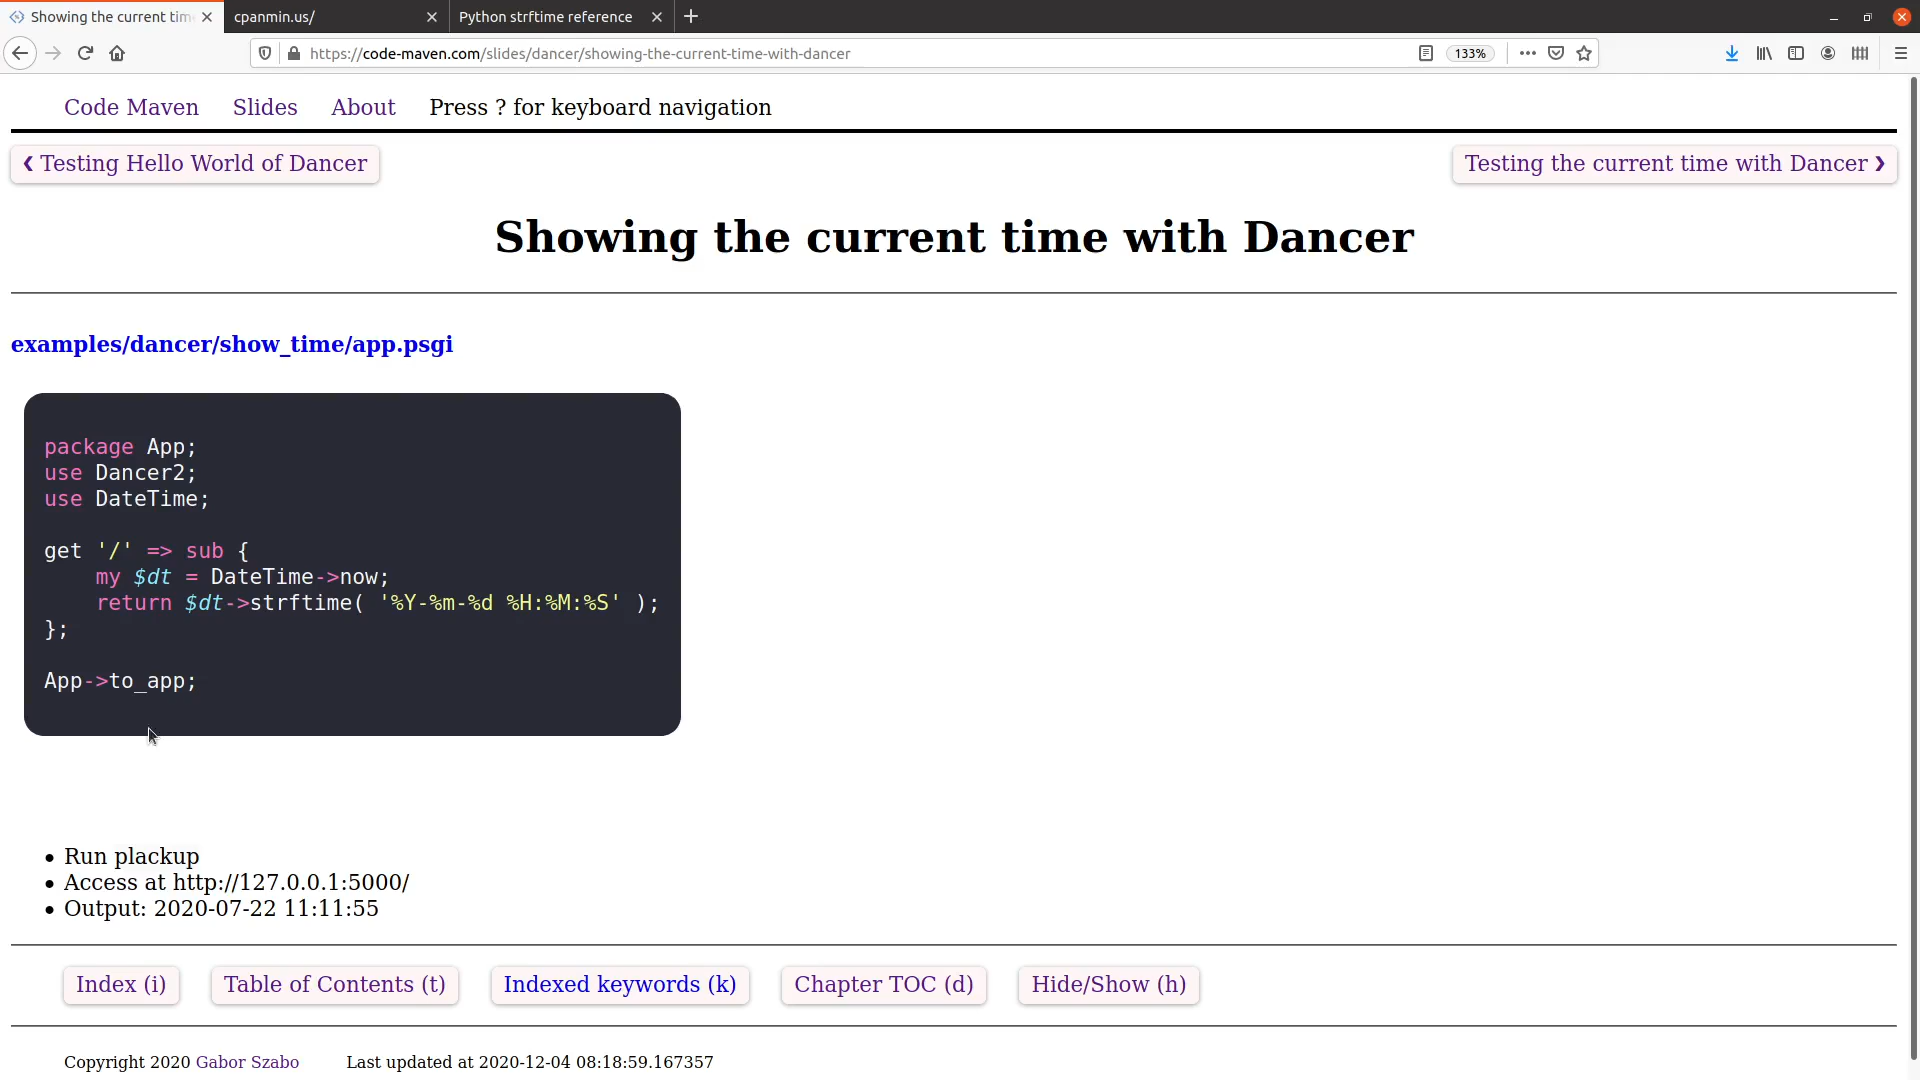 Showing the current tim
cpanmin.us/
Python strftime reference
https://code-maven.com/slides/dancer/showing-the-current-time-with-dancer
133%
Code Maven Slides About Press ? for keyboard navigation
❮ Testing Hello World of Dancer
Testing the current time with Dancer ❯
Showing the current time with Dancer
examples/dancer/show_time/app.psgi
package App;
use Dancer2;
use DateTime;
get '/' => sub {
    my $dt = DateTime->now;
    return $dt->strftime( '%Y-%m-%d %H:%M:%S' );
};
App->to_app;
• Run plackup
• Access at http://127.0.0.1:5000/
• Output: 2020-07-22 11:11:55
Index (i) Table of Contents (t) Indexed keywords (k) Chapter TOC (d) Hide/Show (h)
Copyright 2020 Gabor Szabo Last updated at 2020-12-04 08:18:59.167357